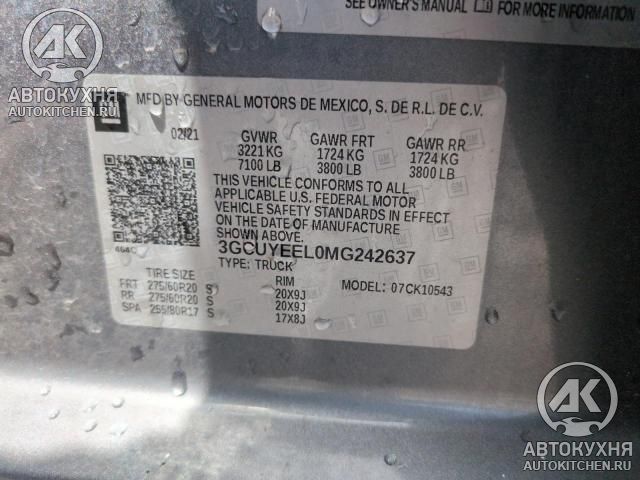 SEE OWNER'S MANUAL FOR MORE INFORMATION
AK
АВТОКУХНЯ
AUTOKITCHEN.RU
GM
MFD BY GENERAL MOTORS DE MEXICO, S. DE R.L. DE C.V.
02/21 GVWR GAWR FRT GAWR RR
3221 KG 1724 KG 1724 KG
7100 LB 3800 LB 3800 LB
THIS VEHICLE CONFORMS TO ALL
APPLICABLE U.S. FEDERAL MOTOR
VEHICLE SAFETY STANDARDS IN EFFECT
ON THE DATE OF MANUFACTURE
SHOWN ABOVE.
464C
3GCUYEEL0MG242637
TYPE: TRUCK
MODEL: 07CK10543
TIRE SIZE RIM
FRT 275/60R20 S 20X9J
RR 275/60R20 S 20X9J
SPA 255/80R17 S 17X8J
AK
АВТОКУХНЯ
AUTOKITCHEN.RU